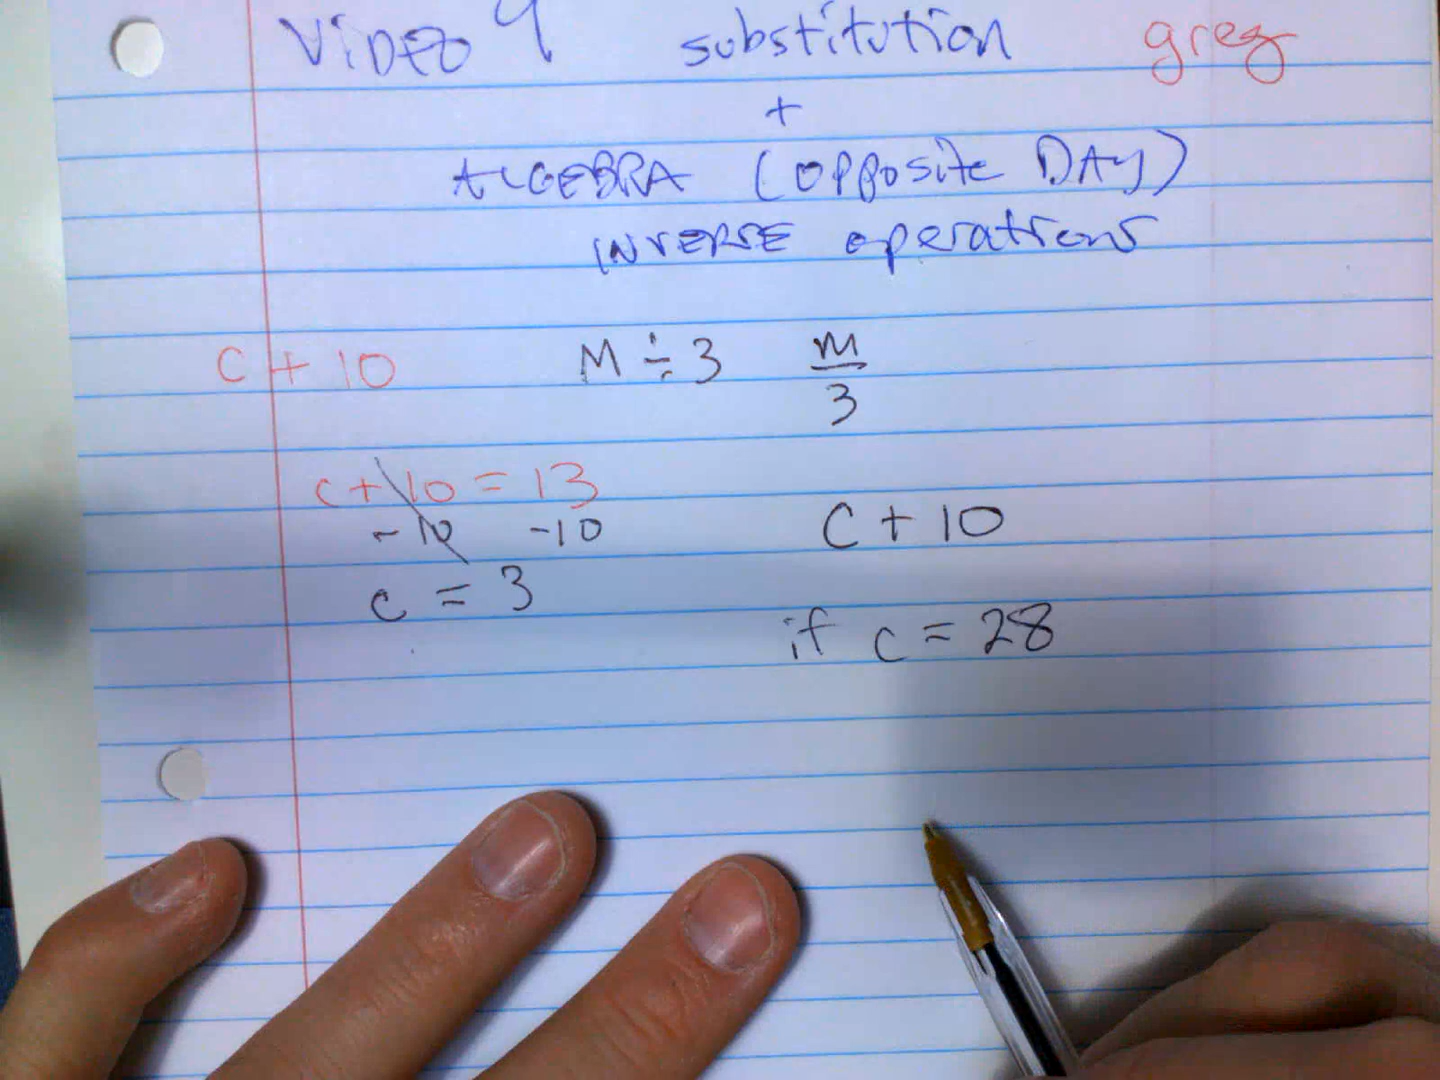 VIDEO 9 substitution greg
+
ALGEBRA (opposite DAY)
INVERSE operations
C + 10 M ÷ 3 m/3
c + 10 = 13
- 10 -10 C + 10
c = 3
if c = 28